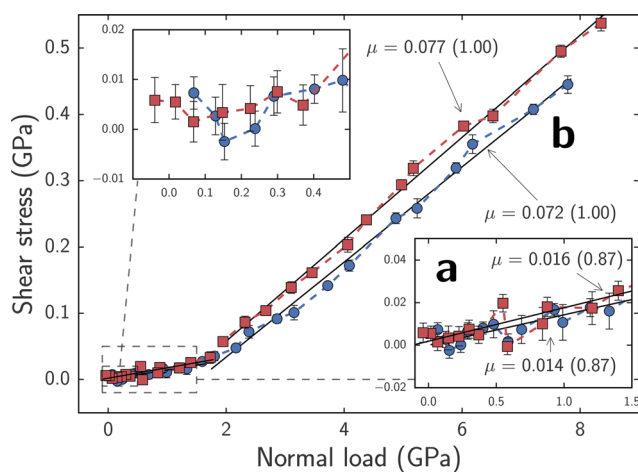 0.5
0.4
0.3
0.2
0.1
0.0
Shear stress (GPa)
0 2 4 6 8
Normal load (GPa)
0.02
0.01
0.00
−0.01
0.0 0.1 0.2 0.3 0.4
μ = 0.077 (1.00)
b
μ = 0.072 (1.00)
a
0.04
0.02
0.00
−0.02
0.0 0.5 1.0 1.5
μ = 0.016 (0.87)
μ = 0.014 (0.87)